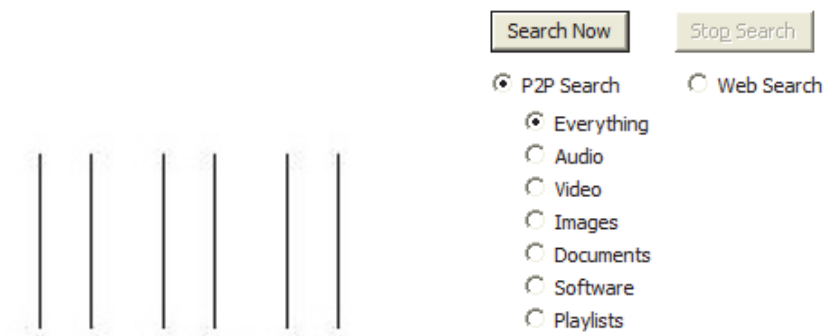 Search Now Stop Search
P2P Search Web Search
Everything
Audio
Video
Images
Documents
Software
Playlists